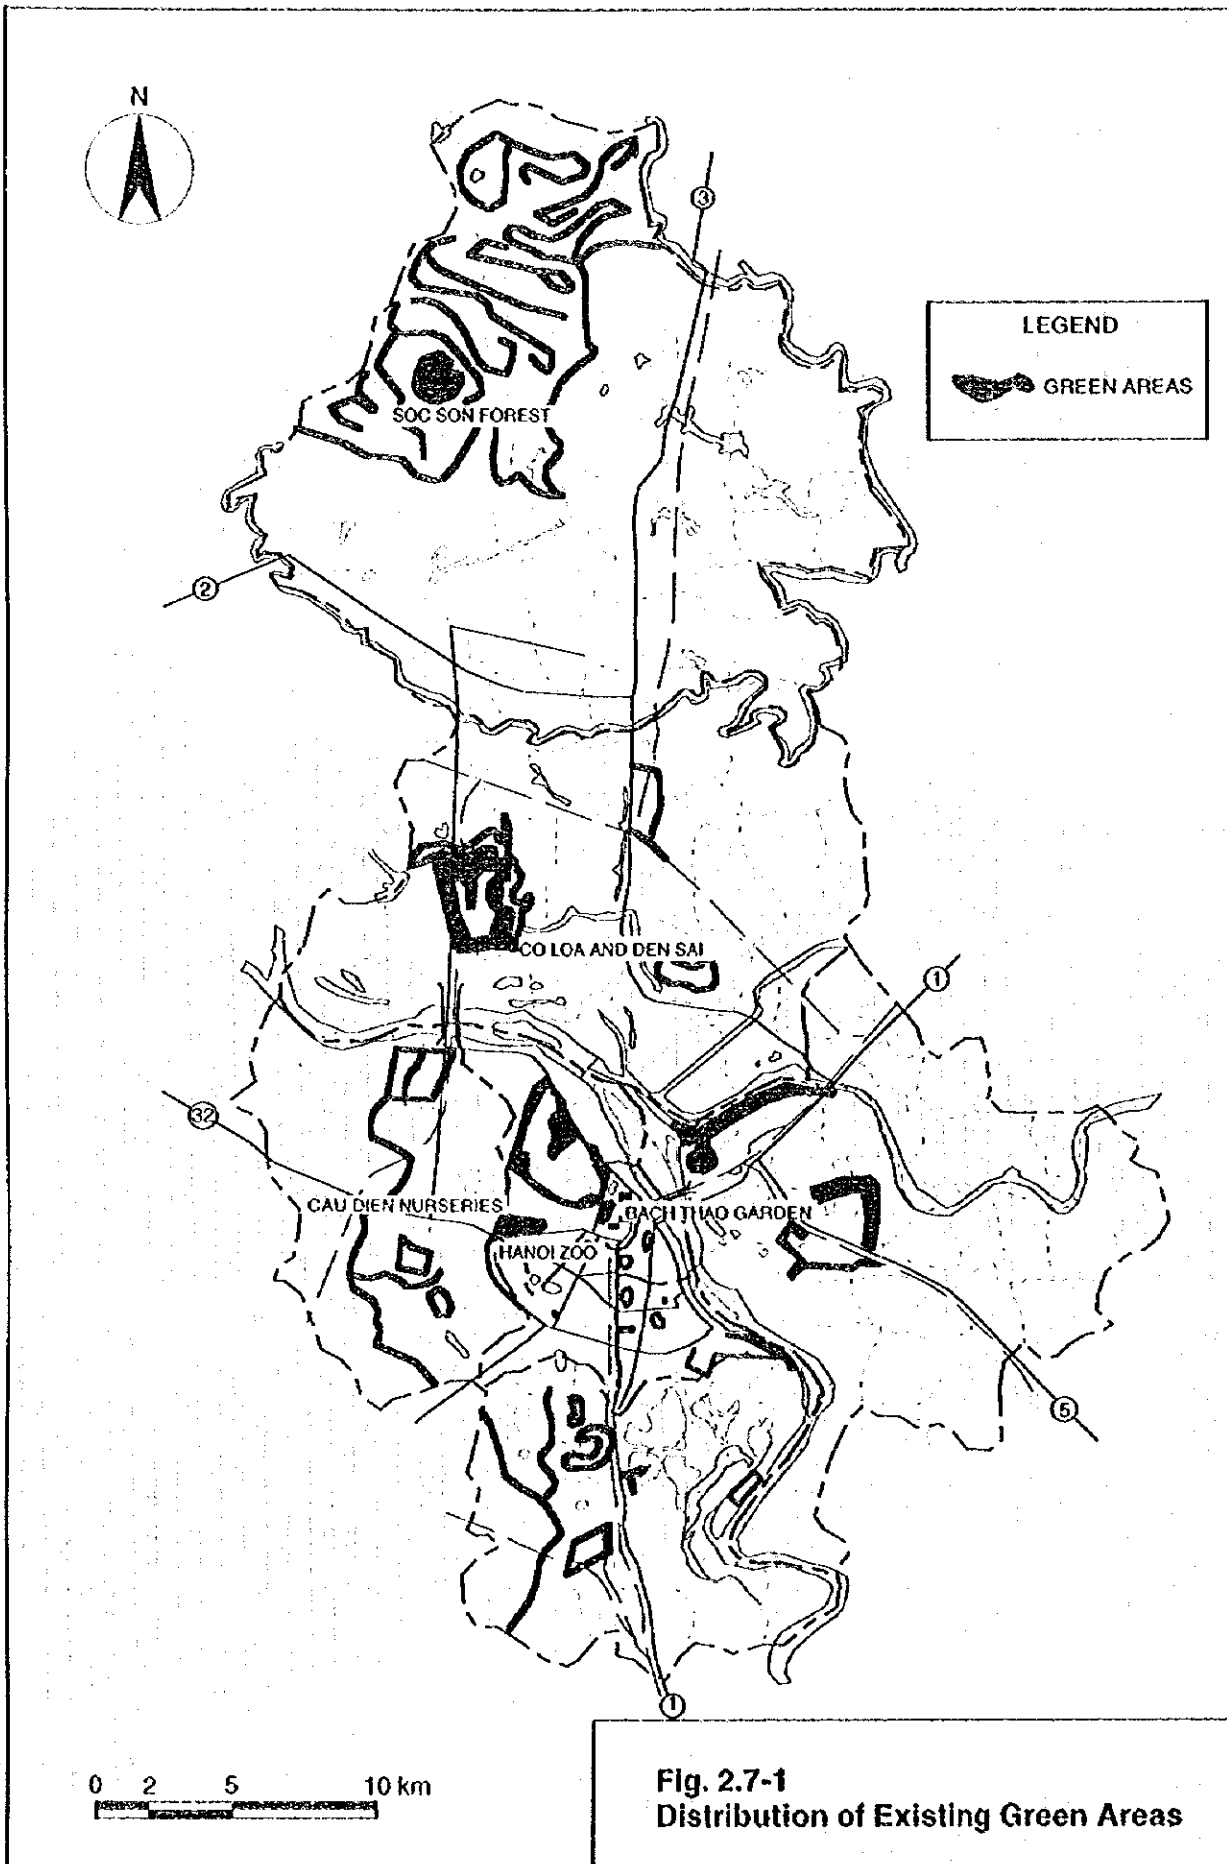 N
3
LEGEND
GREEN AREAS
SOC SON FOREST
2
CO LOA AND DEN SAI
1
32
CAU DIEN NURSERIES
BACH THAO GARDEN
HANOI ZOO
5
1
0 2 5 10 km
Fig. 2.7-1
Distribution of Existing Green Areas